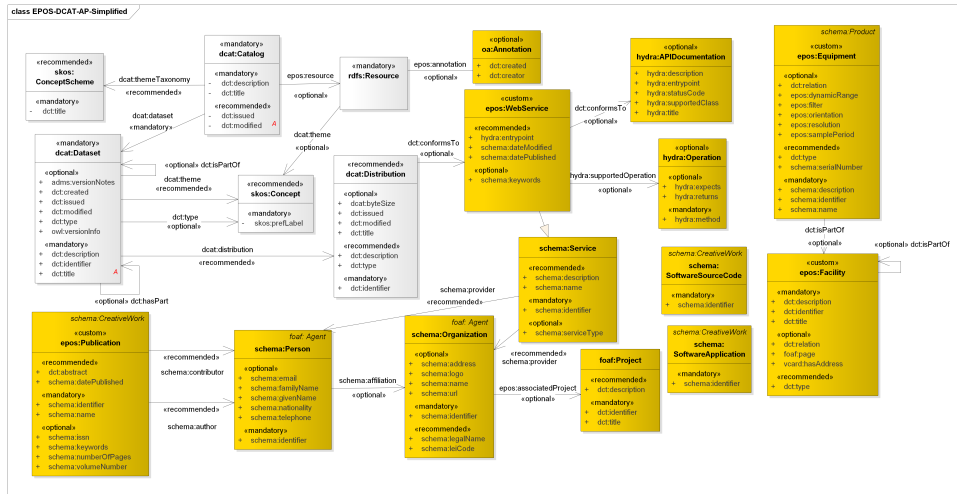 class EPOS-DCAT-AP-Simplified
«recommended»
skos:
ConceptScheme
«mandatory»
- dct:title
dcat:themeTaxonomy
«recommended»
«mandatory»
dcat:Catalog
«mandatory»
- dct:description
- dct:title
«recommended»
- dct:issued
- dct:modified
A
epos:resource
«optional»
«mandatory»
rdfs:Resource
epos:annotation
«optional»
«optional»
oa:Annotation
+ dct:created
+ dct:creator
dcat:dataset
«mandatory»
dcat:theme
«optional»
«mandatory»
dcat:Dataset
«optional»
+ adms:versionNotes
+ dct:created
+ dct:issued
+ dct:modified
+ dct:type
+ owl:versionInfo
«mandatory»
+ dct:description
+ dct:identifier
+ dct:title
A
«optional» dct:isPartOf
dcat:theme
«recommended»
dct:type
«optional»
dcat:distribution
«recommended»
«optional» dct:hasPart
«recommended»
skos:Concept
«mandatory»
- skos:prefLabel
«recommended»
dcat:Distribution
«optional»
+ dcat:byteSize
+ dct:issued
+ dct:modified
+ dct:title
«recommended»
+ dct:description
+ dct:type
«mandatory»
+ dct:identifier
dct:conformsTo
«optional»
«custom»
epos:WebService
«recommended»
+ hydra:entrypoint
+ schema:dateModified
+ schema:datePublished
«optional»
+ schema:keywords
dct:conformsTo
«optional»
«optional»
hydra:APIDocumentation
+ hydra:description
+ hydra:entrypoint
+ hydra:statusCode
+ hydra:supportedClass
+ hydra:title
hydra:supportedOperation
«optional»
«optional»
hydra:Operation
«optional»
+ hydra:expects
+ hydra:returns
«mandatory»
+ hydra:method
schema:Product
«custom»
epos:Equipment
«optional»
+ dct:relation
+ epos:dynamicRange
+ epos:filter
+ epos:orientation
+ epos:resolution
+ epos:samplePeriod
«recommended»
+ dct:type
+ schema:serialNumber
«mandatory»
+ schema:description
+ schema:identifier
+ schema:name
dct:isPartOf
«optional»
«optional» dct:isPartOf
«custom»
epos:Facility
«mandatory»
+ dct:description
+ dct:identifier
+ dct:title
«optional»
+ dct:relation
+ foaf:page
+ vcard:hasAddress
«recommended»
+ dct:type
schema:Service
«recommended»
+ schema:description
+ schema:name
«mandatory»
+ schema:identifier
«optional»
+ schema:serviceType
schema:CreativeWork
schema:
SoftwareSourceCode
«mandatory»
+ schema:identifier
schema:CreativeWork
schema:
SoftwareApplication
«mandatory»
+ schema:identifier
schema:provider
«recommended»
«recommended»
schema:provider
schema:CreativeWork
«custom»
epos:Publication
«recommended»
+ dct:abstract
+ schema:datePublished
«mandatory»
+ schema:identifier
+ schema:name
«optional»
+ schema:issn
+ schema:keywords
+ schema:numberOfPages
+ schema:volumeNumber
«recommended»
schema:contributor
«recommended»
schema:author
foaf: Agent
schema:Person
«optional»
+ schema:email
+ schema:familyName
+ schema:givenName
+ schema:nationality
+ schema:telephone
«mandatory»
+ schema:identifier
schema:affiliation
«optional»
foaf: Agent
schema:Organization
«optional»
+ schema:address
+ schema:logo
+ schema:name
+ schema:url
«mandatory»
+ schema:identifier
«recommended»
+ schema:legalName
+ schema:leiCode
epos:associatedProject
«optional»
foaf:Project
«recommended»
+ dct:description
«mandatory»
+ dct:identifier
+ dct:title